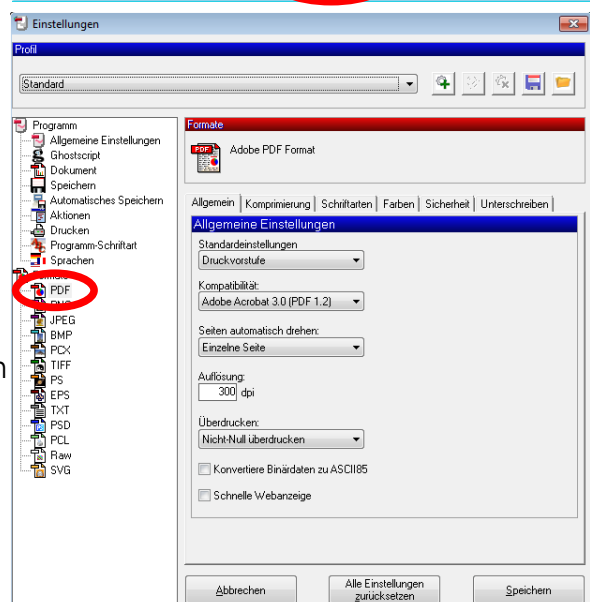 Einstellungen
Profil
Standard
Programm
Allgemeine Einstellungen
Ghostscript
Dokument
Speichern
Automatisches Speichern
Aktionen
Drucken
Programm-Schriftart
Sprachen
PDF
JPEG
BMP
PCX
TIFF
PS
EPS
TXT
PSD
PCL
Raw
SVG
n
Formate
PDF
Adobe PDF Format
Allgemein Komprimierung Schriftarten Farben Sicherheit Unterschreiben
Allgemeine Einstellungen
Standardeinstellungen
Druckvorstufe
Kompatibilität:
Adobe Acrobat 3.0 (PDF 1.2)
Seiten automatisch drehen:
Einzelne Seite
Auflösung:
300 dpi
Überdrucken:
Nicht-Null überdrucken
Konvertiere Binärdaten zu ASCII85
Schnelle Webanzeige
Abbrechen
Alle Einstellungen
zurücksetzen
Speichern